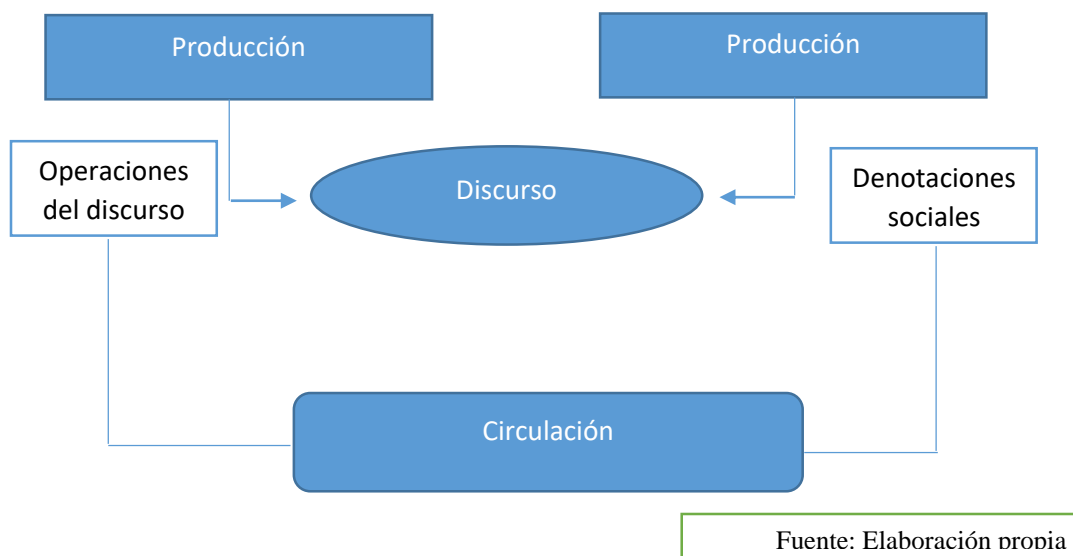 Producción
Producción
Operaciones
del discurso
Discurso
Denotaciones
sociales
Circulación
Fuente: Elaboración propia